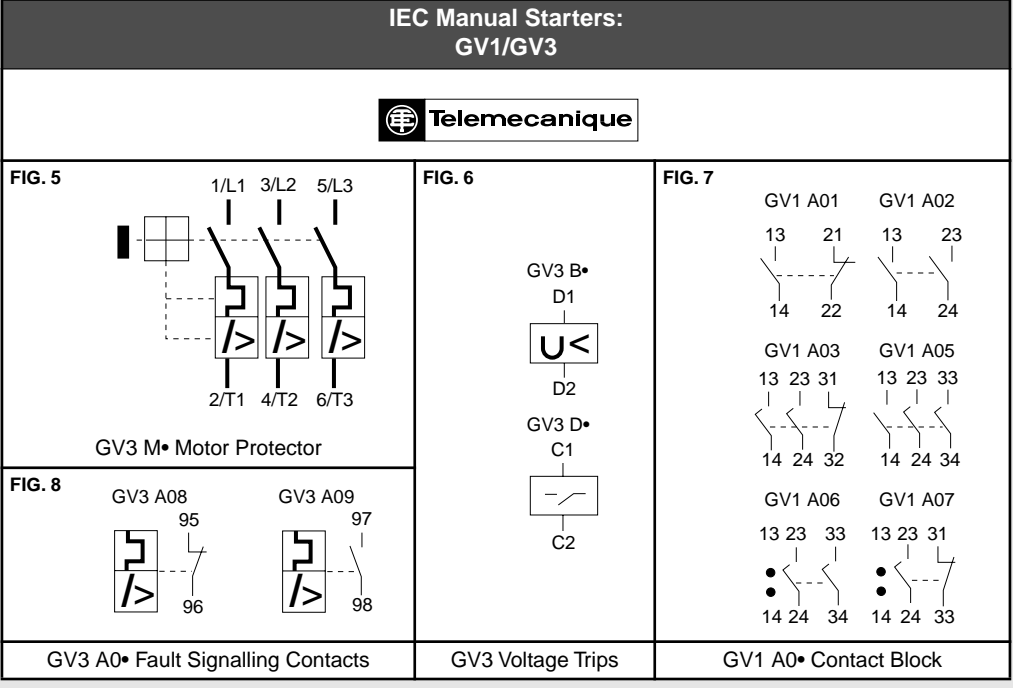 IEC Manual Starters:
GV1/GV3
Telemecanique
FIG. 5
1/L1 3/L2 5/L3
/> /> />
2/T1 4/T2 6/T3
GV3 M• Motor Protector
FIG. 8
GV3 A08 GV3 A09
95 97
/> />
96 98
GV3 A0• Fault Signalling Contacts
FIG. 6
GV3 B•
D1
U<
D2
GV3 D•
C1
C2
GV3 Voltage Trips
FIG. 7
GV1 A01 GV1 A02
13 21 13 23
14 22 14 24
GV1 A03 GV1 A05
13 23 31 13 23 33
14 24 32 14 24 34
GV1 A06 GV1 A07
13 23 33 13 23 31
14 24 34 14 24 33
GV1 A0• Contact Block